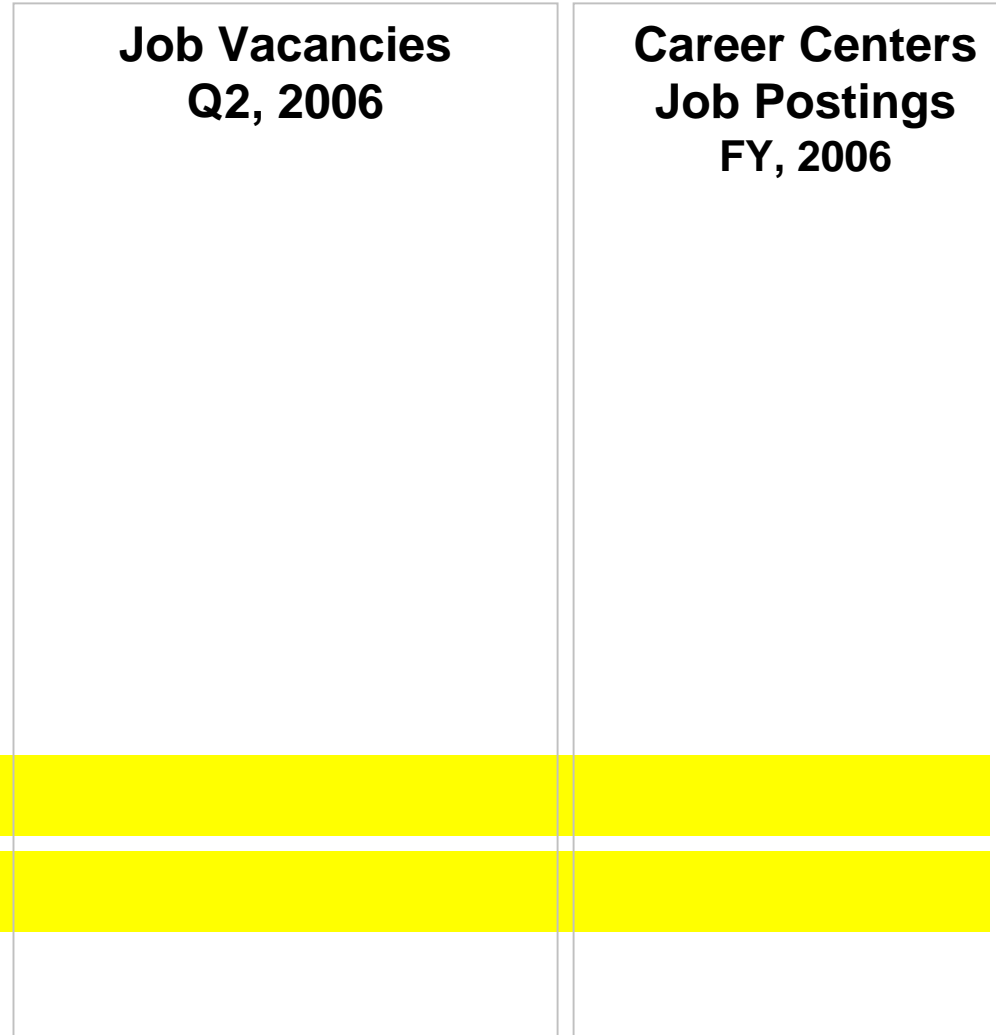 Job Vacancies
Q2, 2006
Career Centers
Job Postings
FY, 2006